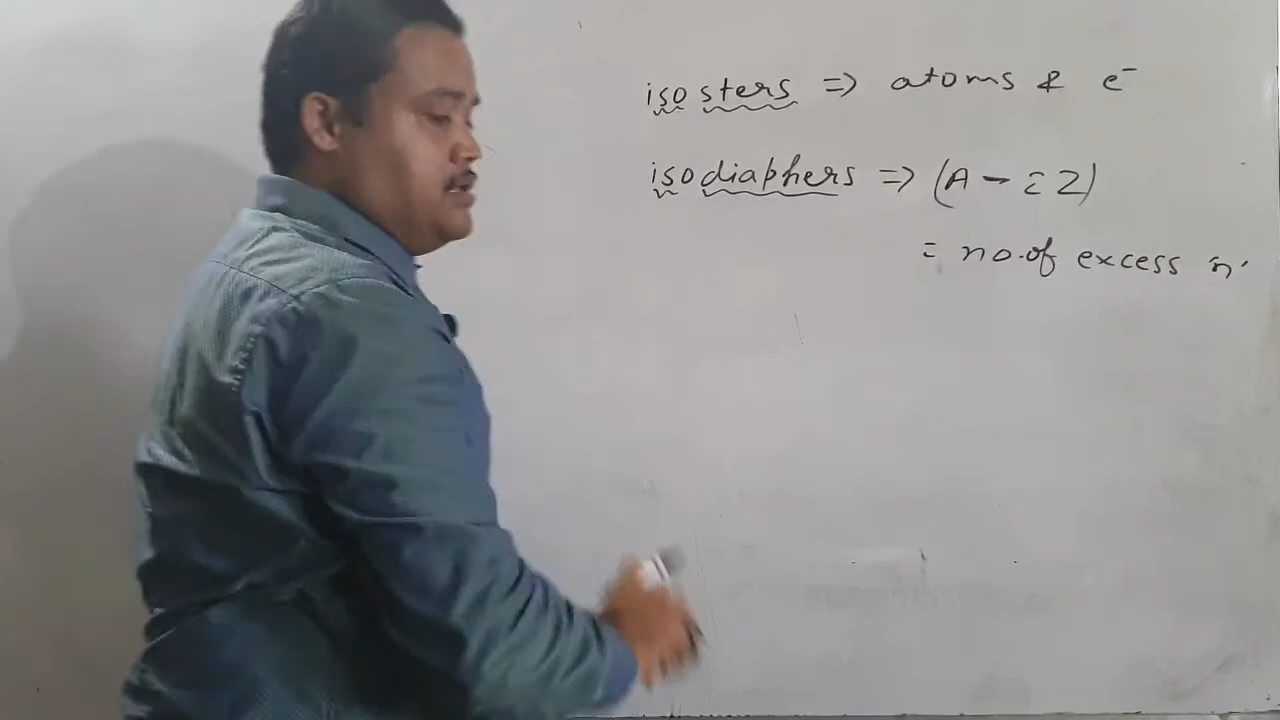 isosters => atoms & e⁻
isodiaphers => (A - 2Z)
= no. of excess 'n'